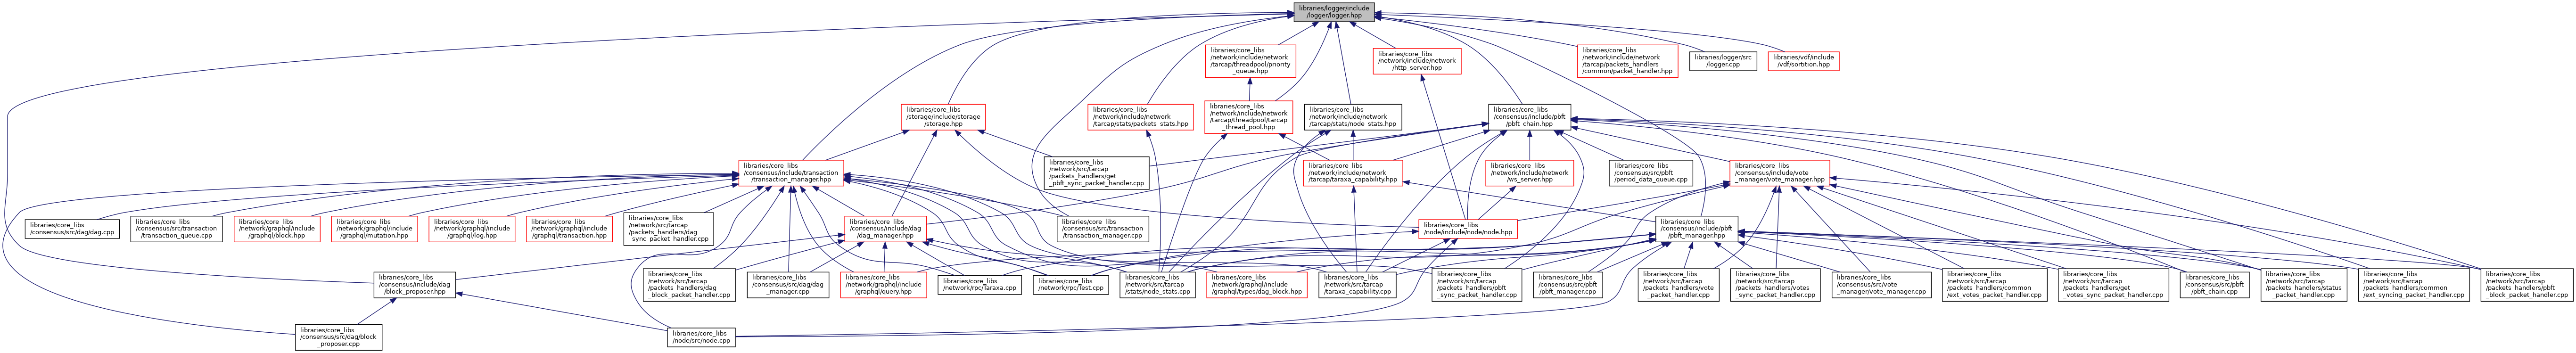 libraries/logger/include
/logger/logger.hpp
libraries/core_libs
/network/include/network
/tarcap/threadpool/priority
_queue.hpp
libraries/core_libs
/network/include/network
/http_server.hpp
libraries/core_libs
/network/include/network
/tarcap/packets_handlers
/common/packet_handler.hpp
libraries/logger/src
/logger.cpp
libraries/vdf/include
/vdf/sortition.hpp
libraries/core_libs
/storage/include/storage
/storage.hpp
libraries/core_libs
/network/include/network
/tarcap/stats/packets_stats.hpp
libraries/core_libs
/network/include/network
/tarcap/threadpool/tarcap
_thread_pool.hpp
libraries/core_libs
/network/include/network
/tarcap/stats/node_stats.hpp
libraries/core_libs
/consensus/include/pbft
/pbft_chain.hpp
libraries/core_libs
/consensus/include/transaction
/transaction_manager.hpp
libraries/core_libs
/network/src/tarcap
/packets_handlers/get
_pbft_sync_packet_handler.cpp
libraries/core_libs
/network/include/network
/tarcap/taraxa_capability.hpp
libraries/core_libs
/network/include/network
/ws_server.hpp
libraries/core_libs
/consensus/src/pbft
/period_data_queue.cpp
libraries/core_libs
/consensus/include/vote
_manager/vote_manager.hpp
libraries/core_libs
/consensus/src/dag/dag.cpp
libraries/core_libs
/consensus/src/transaction
/transaction_queue.cpp
libraries/core_libs
/network/graphql/include
/graphql/block.hpp
libraries/core_libs
/network/graphql/include
/graphql/mutation.hpp
libraries/core_libs
/network/graphql/include
/graphql/log.hpp
libraries/core_libs
/network/graphql/include
/graphql/transaction.hpp
libraries/core_libs
/network/src/tarcap
/packets_handlers/dag
_sync_packet_handler.cpp
libraries/core_libs
/consensus/include/dag
/dag_manager.hpp
libraries/core_libs
/consensus/src/transaction
/transaction_manager.cpp
libraries/core_libs
/node/include/node/node.hpp
libraries/core_libs
/consensus/include/pbft
/pbft_manager.hpp
libraries/core_libs
/consensus/include/dag
/block_proposer.hpp
libraries/core_libs
/network/src/tarcap
/packets_handlers/dag
_block_packet_handler.cpp
libraries/core_libs
/consensus/src/dag/dag
_manager.cpp
libraries/core_libs
/network/graphql/include
/graphql/query.hpp
libraries/core_libs
/network/rpc/Taraxa.cpp
libraries/core_libs
/network/rpc/Test.cpp
libraries/core_libs
/network/src/tarcap
/stats/node_stats.cpp
libraries/core_libs
/network/graphql/include
/graphql/types/dag_block.hpp
libraries/core_libs
/network/src/tarcap
/taraxa_capability.cpp
libraries/core_libs
/network/src/tarcap
/packets_handlers/pbft
_sync_packet_handler.cpp
libraries/core_libs
/consensus/src/pbft
/pbft_manager.cpp
libraries/core_libs
/network/src/tarcap
/packets_handlers/vote
_packet_handler.cpp
libraries/core_libs
/network/src/tarcap
/packets_handlers/votes
_sync_packet_handler.cpp
libraries/core_libs
/consensus/src/vote
_manager/vote_manager.cpp
libraries/core_libs
/network/src/tarcap
/packets_handlers/common
/ext_votes_packet_handler.cpp
libraries/core_libs
/network/src/tarcap
/packets_handlers/get
_votes_sync_packet_handler.cpp
libraries/core_libs
/consensus/src/pbft
/pbft_chain.cpp
libraries/core_libs
/network/src/tarcap
/packets_handlers/status
_packet_handler.cpp
libraries/core_libs
/network/src/tarcap
/packets_handlers/common
/ext_syncing_packet_handler.cpp
libraries/core_libs
/network/src/tarcap
/packets_handlers/pbft
_block_packet_handler.cpp
libraries/core_libs
/consensus/src/dag/block
_proposer.cpp
libraries/core_libs
/node/src/node.cpp